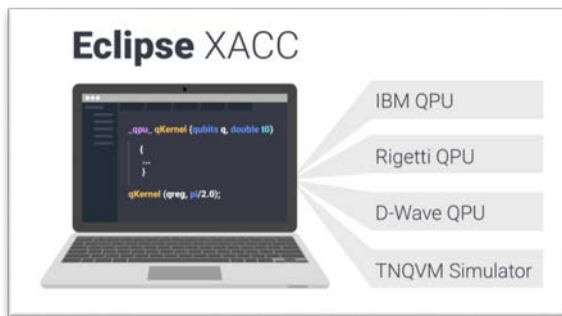 Eclipse XACC
_qpu_ qKernel (qubits q, double t0)
{
...
}
qKernel (qreg, pi/2.0);
IBM QPU
Rigetti QPU
D-Wave QPU
TNQVM Simulator